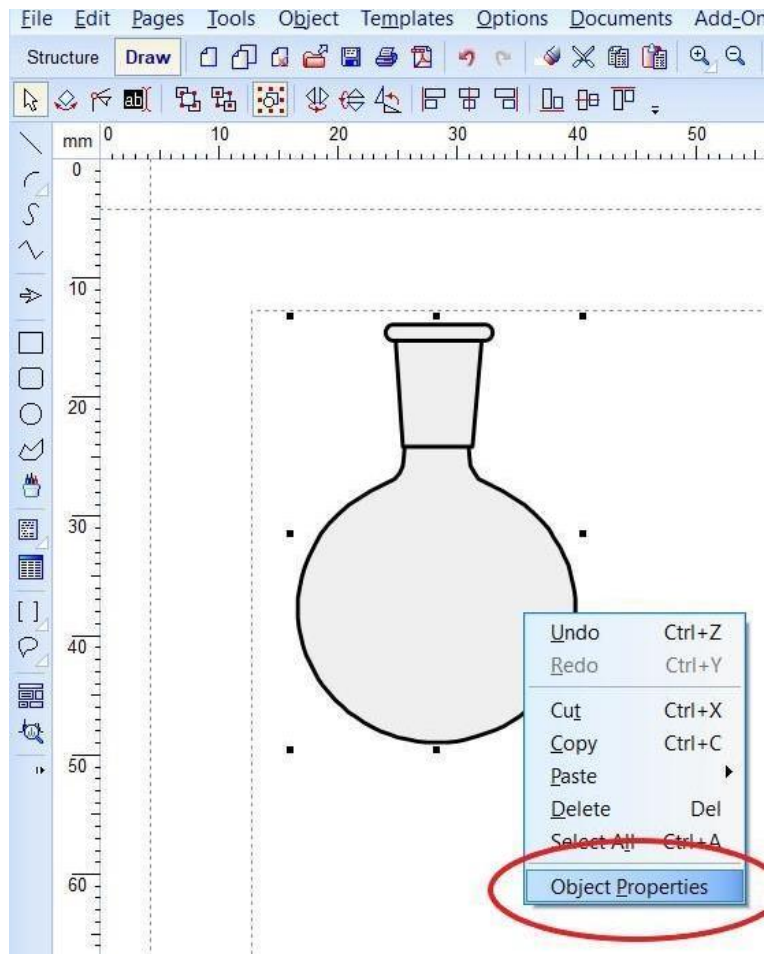 File Edit Pages Tools Object Templates Options Documents Add-On
Structure Draw
ab
mm 0 10 20 30 40 50
0
10
20
30
40
50
60
Undo Ctrl+Z
Redo Ctrl+Y
Cut Ctrl+X
Copy Ctrl+C
Paste
Delete Del
Select All Ctrl+A
Object Properties